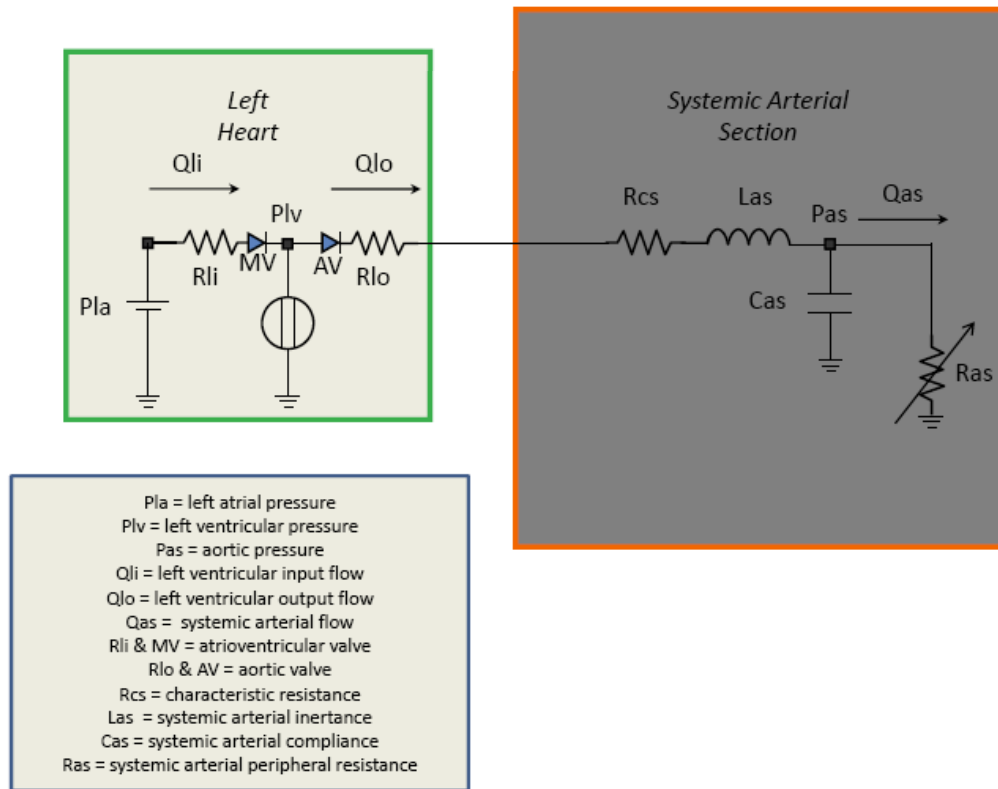 Left
Heart
Systemic Arterial
Section
Qli
Qlo
Rcs
Las
Pas
Qas
Plv
MV
AV
Rli
Rlo
Pla
Cas
Ras
Pla = left atrial pressure
Plv = left ventricular pressure
Pas = aortic pressure
Qli = left ventricular input flow
Qlo = left ventricular output flow
Qas =  systemic arterial flow
Rli & MV = atrioventricular valve
Rlo & AV = aortic valve
Rcs = characteristic resistance
Las  = systemic arterial inertance
Cas = systemic arterial compliance
Ras = systemic arterial peripheral resistance